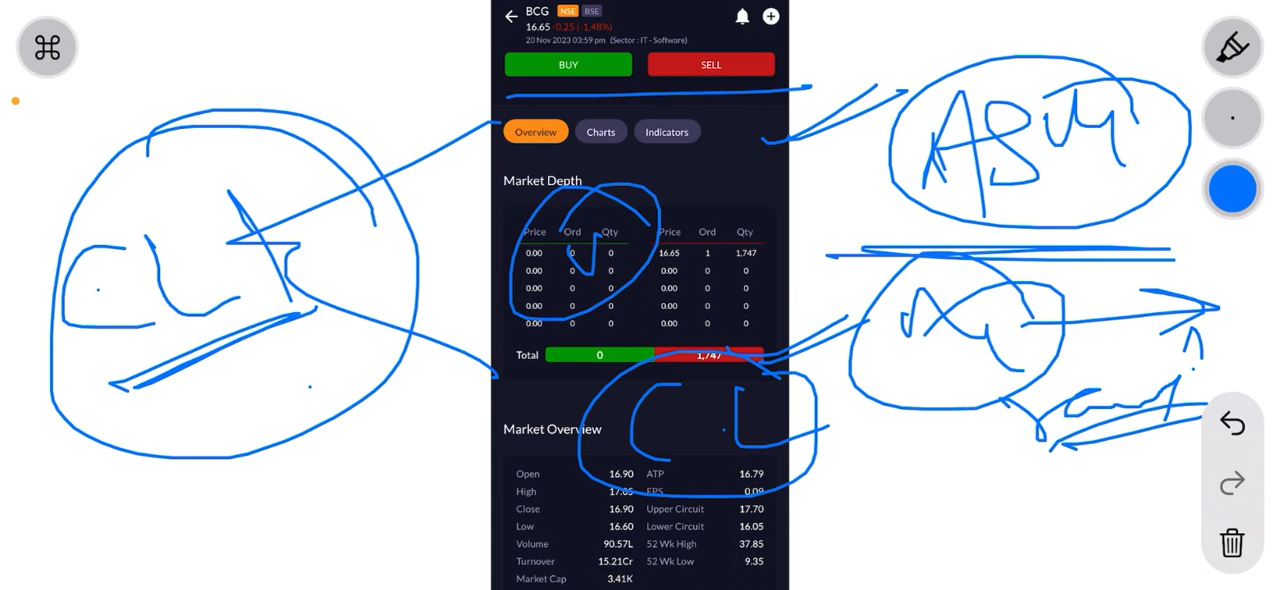 BCG NSE BSE
16.65 -0.25 (-1.48%)
20 Nov 2023 03:59 pm (Sector : IT - Software)
BUY SELL
Overview Charts Indicators
Market Depth
Price Ord Qty Price Ord Qty
0.00 0 0 16.65 1 1,747
0.00 0 0 0.00 0 0
0.00 0 0 0.00 0 0
0.00 0 0 0.00 0 0
0.00 0 0 0.00 0 0
Total 0 1,747
Market Overview
Open 16.90 ATP 16.79
High 17.05 EPS 0.09
Close 16.90 Upper Circuit 17.70
Low 16.60 Lower Circuit 16.05
Volume 90.57L 52 Wk High 37.85
Turnover 15.21Cr 52 Wk Low 9.35
Market Cap 3.41K